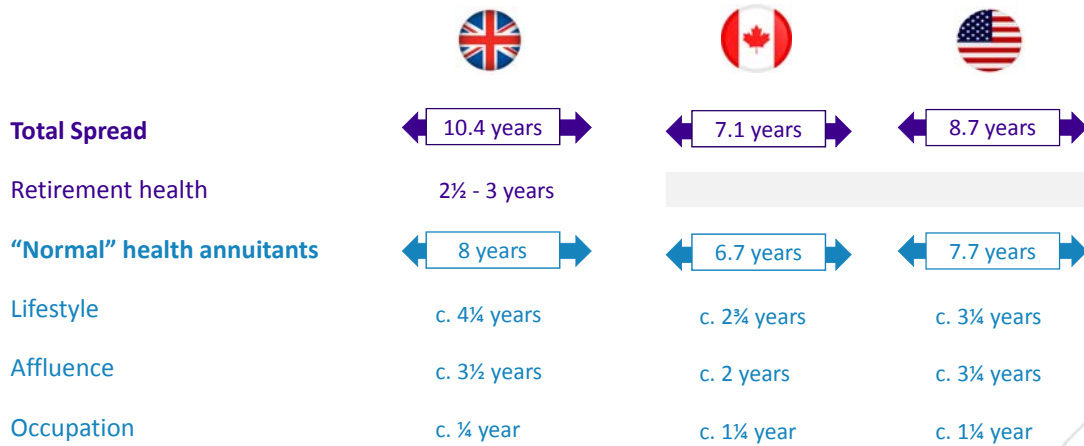 Total Spread 10.4 years 7.1 years 8.7 years
Retirement health 2½ - 3 years
“Normal” health annuitants 8 years 6.7 years 7.7 years
Lifestyle c. 4¼ years c. 2¾ years c. 3¼ years
Affluence c. 3½ years c. 2 years c. 3¼ years
Occupation c. ¼ year c. 1¼ year c. 1¼ year